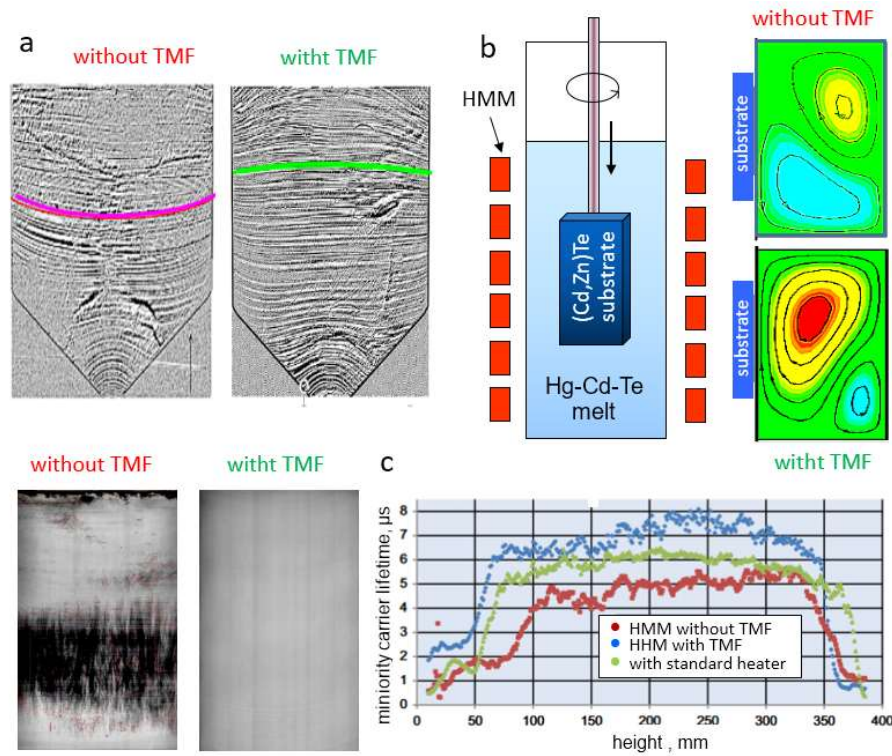 a
without TMF
witht TMF
b
HMM
(Cd,Zn)Te
substrate
Hg-Cd-Te
melt
without TMF
substrate
substrate
witht TMF
without TMF
witht TMF
c
miniority carrier lifetime, µs
8
7
6
5
4
3
2
1
0
HMM without TMF
HHM with TMF
with standard heater
0 50 100 150 200 250 300 350 400
height , mm